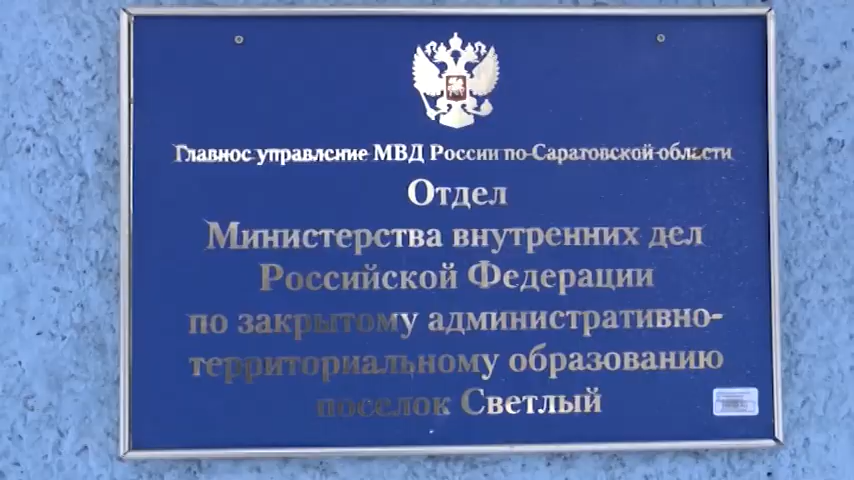 Главное управление МВД России по Саратовской области
Отдел
Министерства внутренних дел
Российской Федерации
по закрытому административно-
территориальному образованию
поселок Светлый